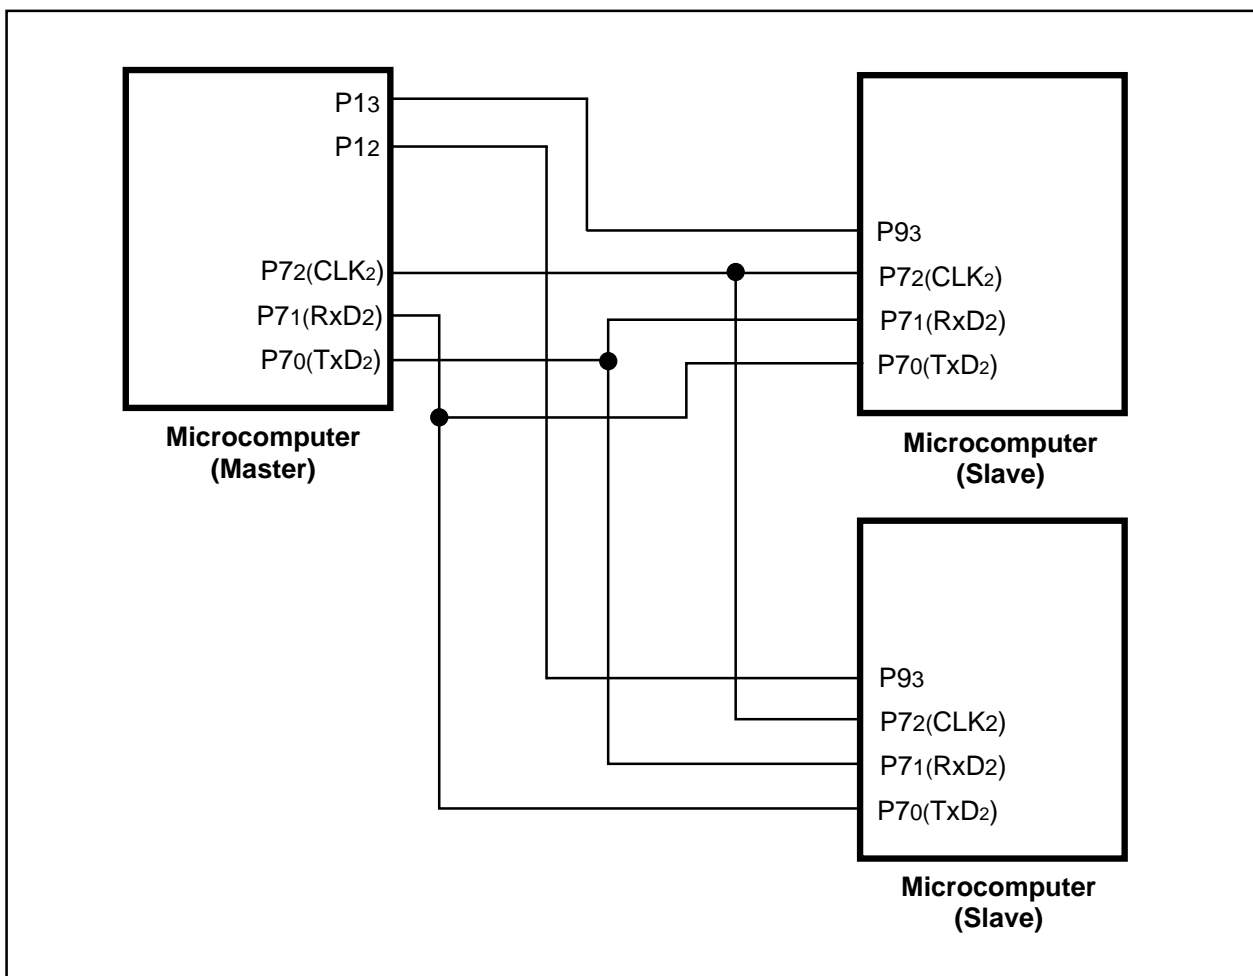 P13
P12
P72(CLK2)
P71(RxD2)
P70(TxD2)
Microcomputer
(Master)
P93
P72(CLK2)
P71(RxD2)
P70(TxD2)
Microcomputer
(Slave)
P93
P72(CLK2)
P71(RxD2)
P70(TxD2)
Microcomputer
(Slave)